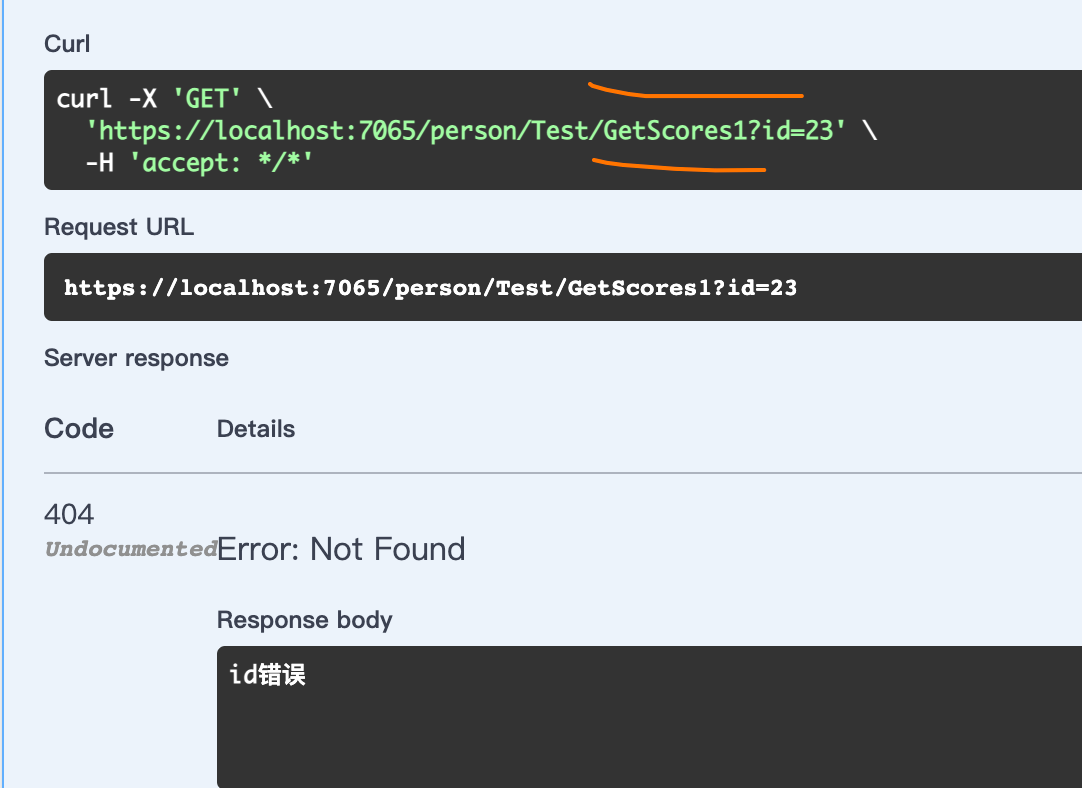 Curl
curl -X 'GET' \
'https://localhost:7065/person/Test/GetScores1?id=23' \
-H 'accept: */*'
Request URL
https://localhost:7065/person/Test/GetScores1?id=23
Server response
Code Details
404
Undocumented Error: Not Found
Response body
id错误